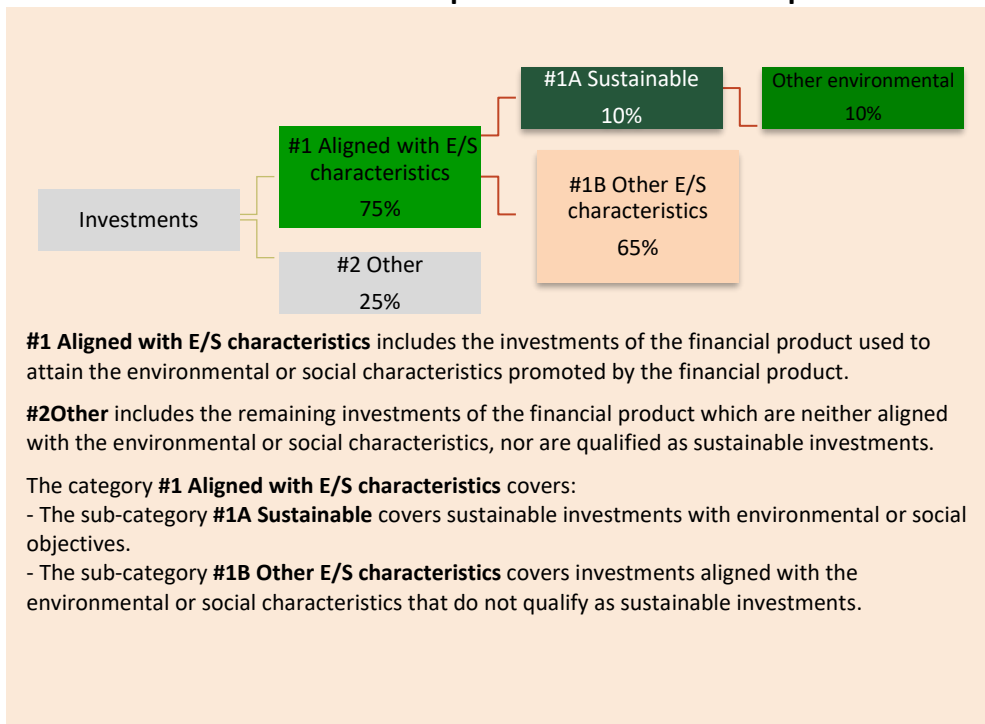 #1A Sustainable
10%
Other environmental
10%
#1 Aligned with E/S
characteristics
75%
#1B Other E/S
characteristics
65%
Investments
#2 Other
25%
#1 Aligned with E/S characteristics includes the investments of the financial product used to
attain the environmental or social characteristics promoted by the financial product.
#2Other includes the remaining investments of the financial product which are neither aligned
with the environmental or social characteristics, nor are qualified as sustainable investments.
The category #1 Aligned with E/S characteristics covers:
- The sub-category #1A Sustainable covers sustainable investments with environmental or social
objectives.
- The sub-category #1B Other E/S characteristics covers investments aligned with the
environmental or social characteristics that do not qualify as sustainable investments.